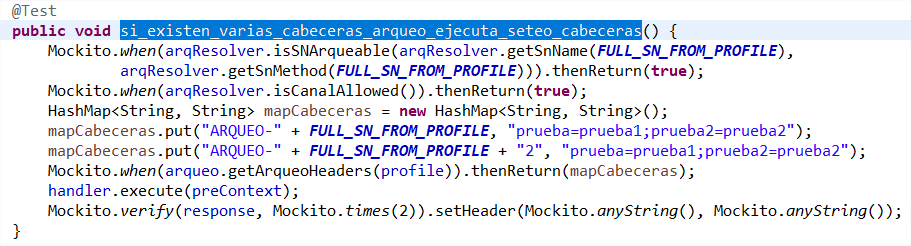 @Test
public void si_existen_varias_cabeceras_arqueo_ejecuta_seteo_cabeceras() {
Mockito.when(arqResolver.isSNArqueable(arqResolver.getSnName(FULL_SN_FROM_PROFILE),
arqResolver.getSnMethod(FULL_SN_FROM_PROFILE))).thenReturn(true);
Mockito.when(arqResolver.isCanalAllowed()).thenReturn(true);
HashMap<String, String> mapCabeceras = new HashMap<String, String>();
mapCabeceras.put("ARQUEO-" + FULL_SN_FROM_PROFILE, "prueba=prueba1;prueba2=prueba2");
mapCabeceras.put("ARQUEO-" + FULL_SN_FROM_PROFILE + "2", "prueba=prueba1;prueba2=prueba2");
Mockito.when(arqueo.getArqueoHeaders(profile)).thenReturn(mapCabeceras);
handler.execute(preContext);
Mockito.verify(response, Mockito.times(2)).setHeader(Mockito.anyString(), Mockito.anyString());
}